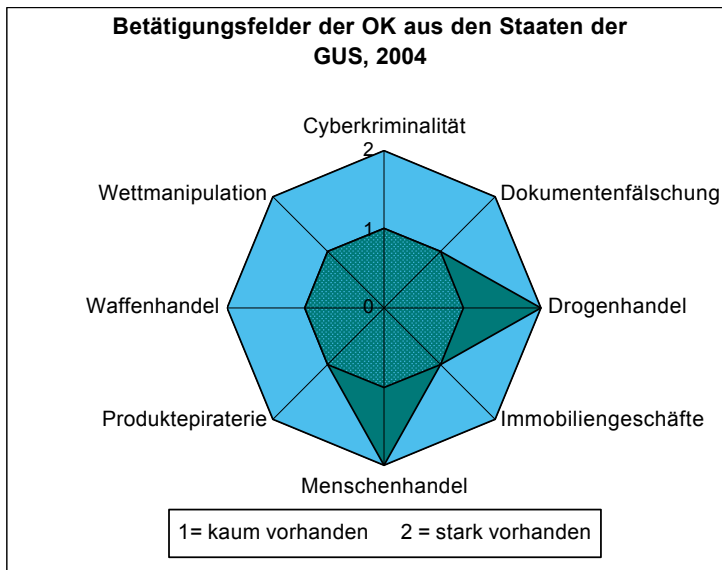 Betätigungsfelder der OK aus den Staaten der
GUS, 2004
Cyberkriminalität
2
Wettmanipulation
Dokumentenfälschung
1
Waffenhandel
0
Drogenhandel
Produktepiraterie
Immobiliengeschäfte
Menschenhandel
1= kaum vorhanden 2 = stark vorhanden